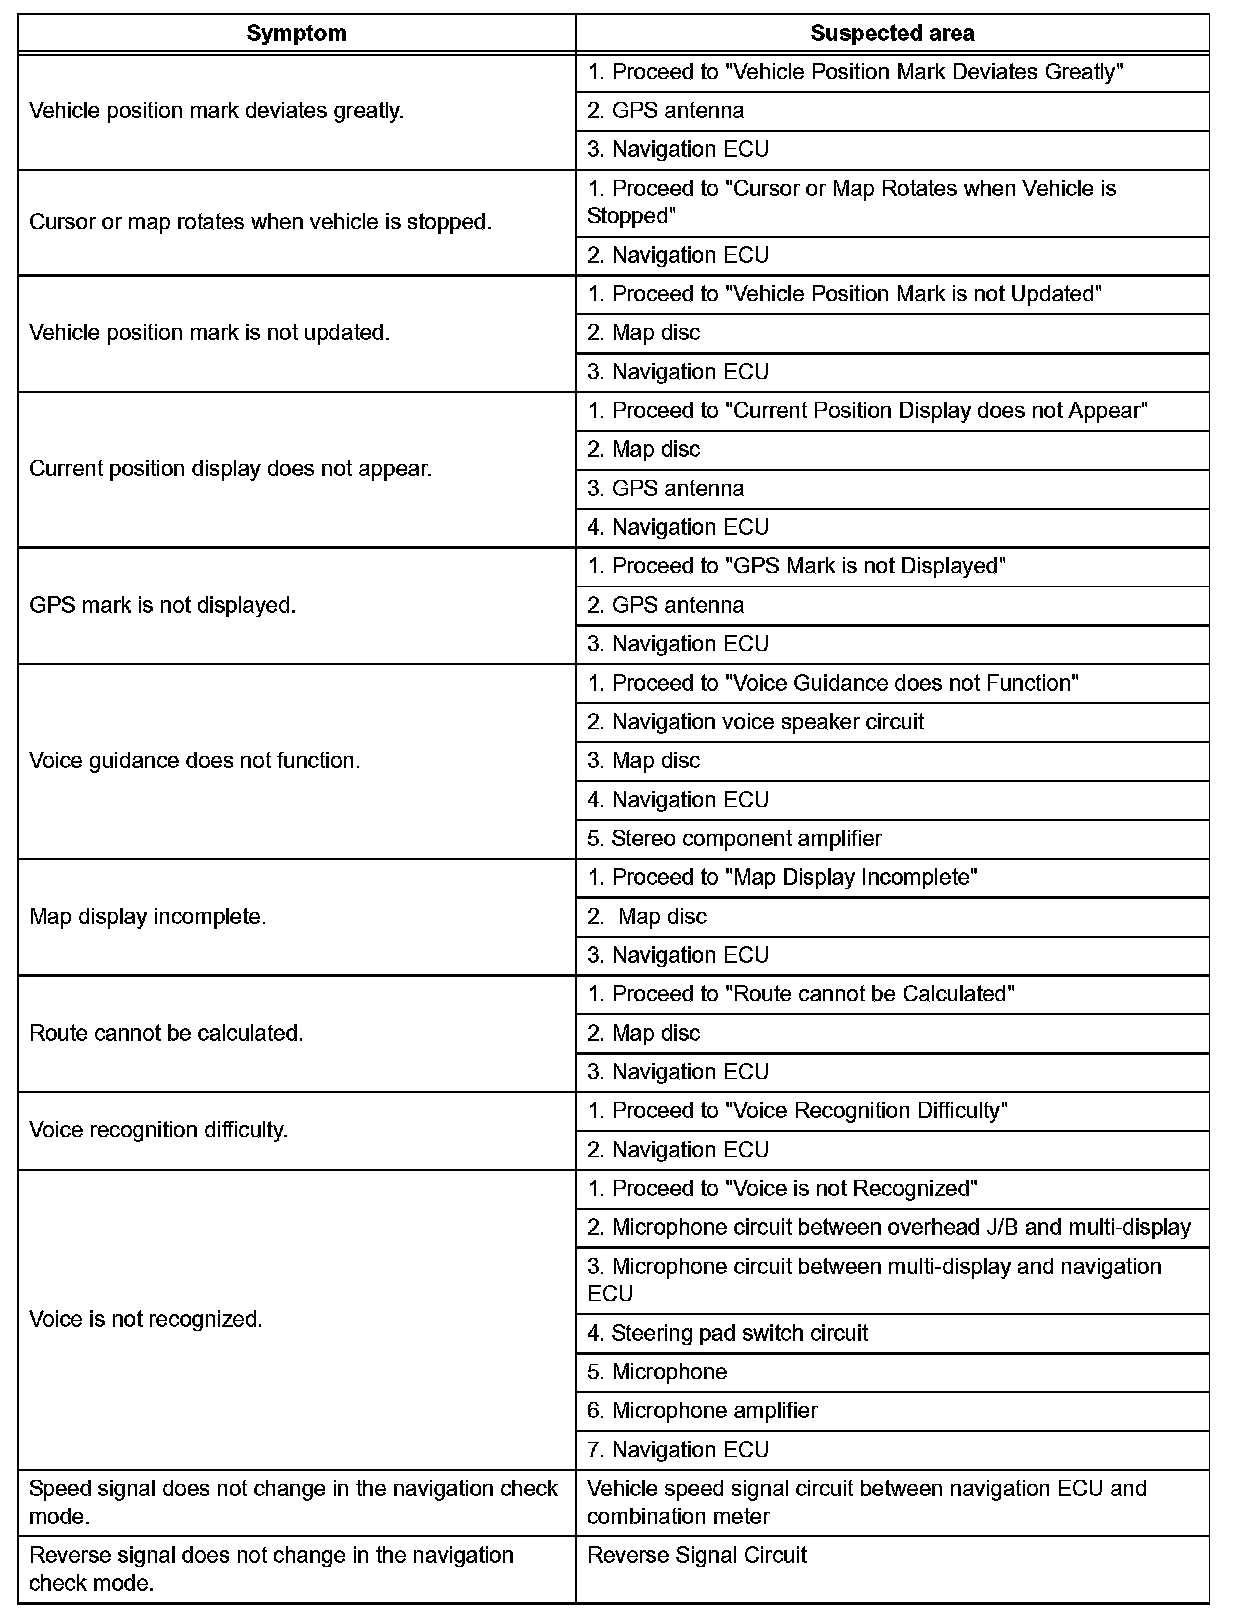 Symptom
Suspected area
Vehicle position mark deviates greatly.
1. Proceed to "Vehicle Position Mark Deviates Greatly"
2. GPS antenna
3. Navigation ECU
Cursor or map rotates when vehicle is stopped.
1. Proceed to "Cursor or Map Rotates when Vehicle is
Stopped"
2. Navigation ECU
Vehicle position mark is not updated.
1. Proceed to "Vehicle Position Mark is not Updated"
2. Map disc
3. Navigation ECU
Current position display does not appear.
1. Proceed to "Current Position Display does not Appear"
2. Map disc
3. GPS antenna
4. Navigation ECU
GPS mark is not displayed.
1. Proceed to "GPS Mark is not Displayed"
2. GPS antenna
3. Navigation ECU
Voice guidance does not function.
1. Proceed to "Voice Guidance does not Function"
2. Navigation voice speaker circuit
3. Map disc
4. Navigation ECU
5. Stereo component amplifier
Map display incomplete.
1. Proceed to "Map Display Incomplete"
2. Map disc
3. Navigation ECU
Route cannot be calculated.
1. Proceed to "Route cannot be Calculated"
2. Map disc
3. Navigation ECU
Voice recognition difficulty.
1. Proceed to "Voice Recognition Difficulty"
2. Navigation ECU
Voice is not recognized.
1. Proceed to "Voice is not Recognized"
2. Microphone circuit between overhead J/B and multi-display
3. Microphone circuit between multi-display and navigation
ECU
4. Steering pad switch circuit
5. Microphone
6. Microphone amplifier
7. Navigation ECU
Speed signal does not change in the navigation check
mode.
Vehicle speed signal circuit between navigation ECU and
combination meter
Reverse signal does not change in the navigation
check mode.
Reverse Signal Circuit